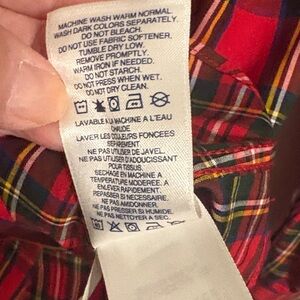 MACHINE WASH WARM NORMAL
WASH DARK COLORS SEPARATELY.
DO NOT BLEACH.
DO NOT USE FABRIC SOFTENER.
TUMBLE DRY LOW.
REMOVE PROMPTLY.
WARM IRON IF NEEDED.
DO NOT STARCH.
DO NOT PRESS WHEN WET.
DO NOT DRY CLEAN.
LAVABLE A LA MACHINE A L'EAU
CHAUDE
LAVER LES COULEURS FONCEES
SEPAREMENT.
NE PAS UTILISER DE JAVEL.
NE PAS UTILISER D'ADOUCISSANT
POUR TISSUS.
SECHAGE EN MACHINE A
TEMPERATURE MODEREE. A
ENLEVER RAPIDEMENT.
REPASSER SI NECESSAIRE.
NE PAS AMIDONNER.
NE PAS PRESSER SI HUMIDE.
NE PAS NETTOYER A SEC.